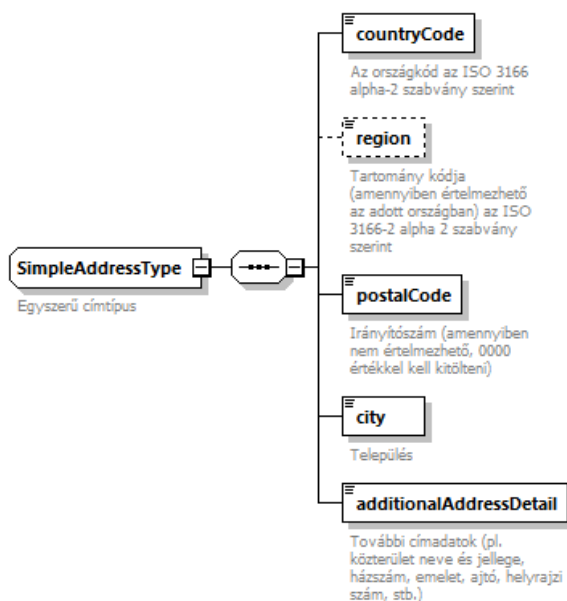 countryCode
Az országkód az ISO 3166
alpha-2 szabvány szerint
region
Tartomány kódja
(amennyiben értelmezhető
az adott országban) az ISO
3166-2 alpha 2 szabvány
szerint
SimpleAddressType
Egyszerű címtípus
postalCode
Irányítószám (amennyiben
nem értelmezhető, 0000
értékkel kell kitölteni)
city
Település
additionalAddressDetail
További címadatok (pl.
közterület neve és jellege,
házszám, emelet, ajtó, helyrajzi
szám, stb.)